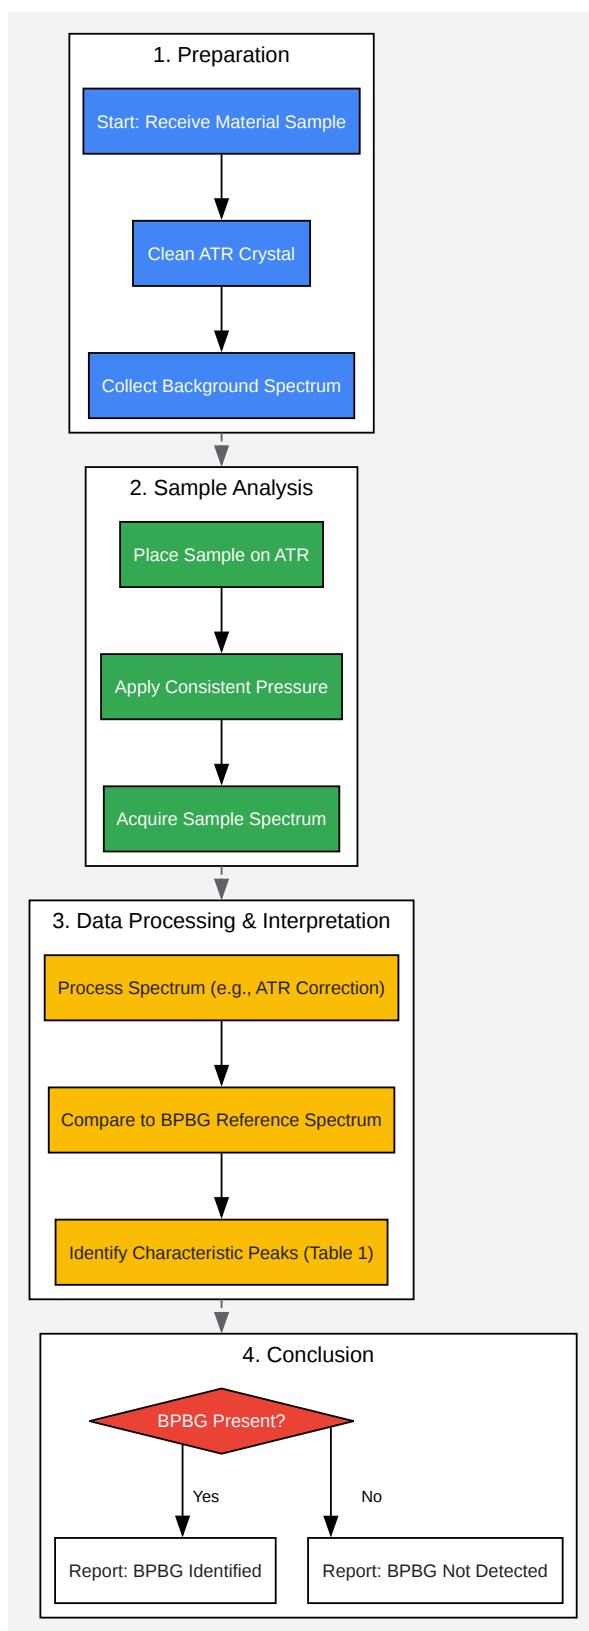 1. Preparation
Start: Receive Material Sample
Clean ATR Crystal
Collect Background Spectrum
2. Sample Analysis
Place Sample on ATR
Apply Consistent Pressure
Acquire Sample Spectrum
3. Data Processing & Interpretation
Process Spectrum (e.g., ATR Correction)
Compare to BPBG Reference Spectrum
Identify Characteristic Peaks (Table 1)
4. Conclusion
BPBG Present?
Yes
No
Report: BPBG Identified
Report: BPBG Not Detected